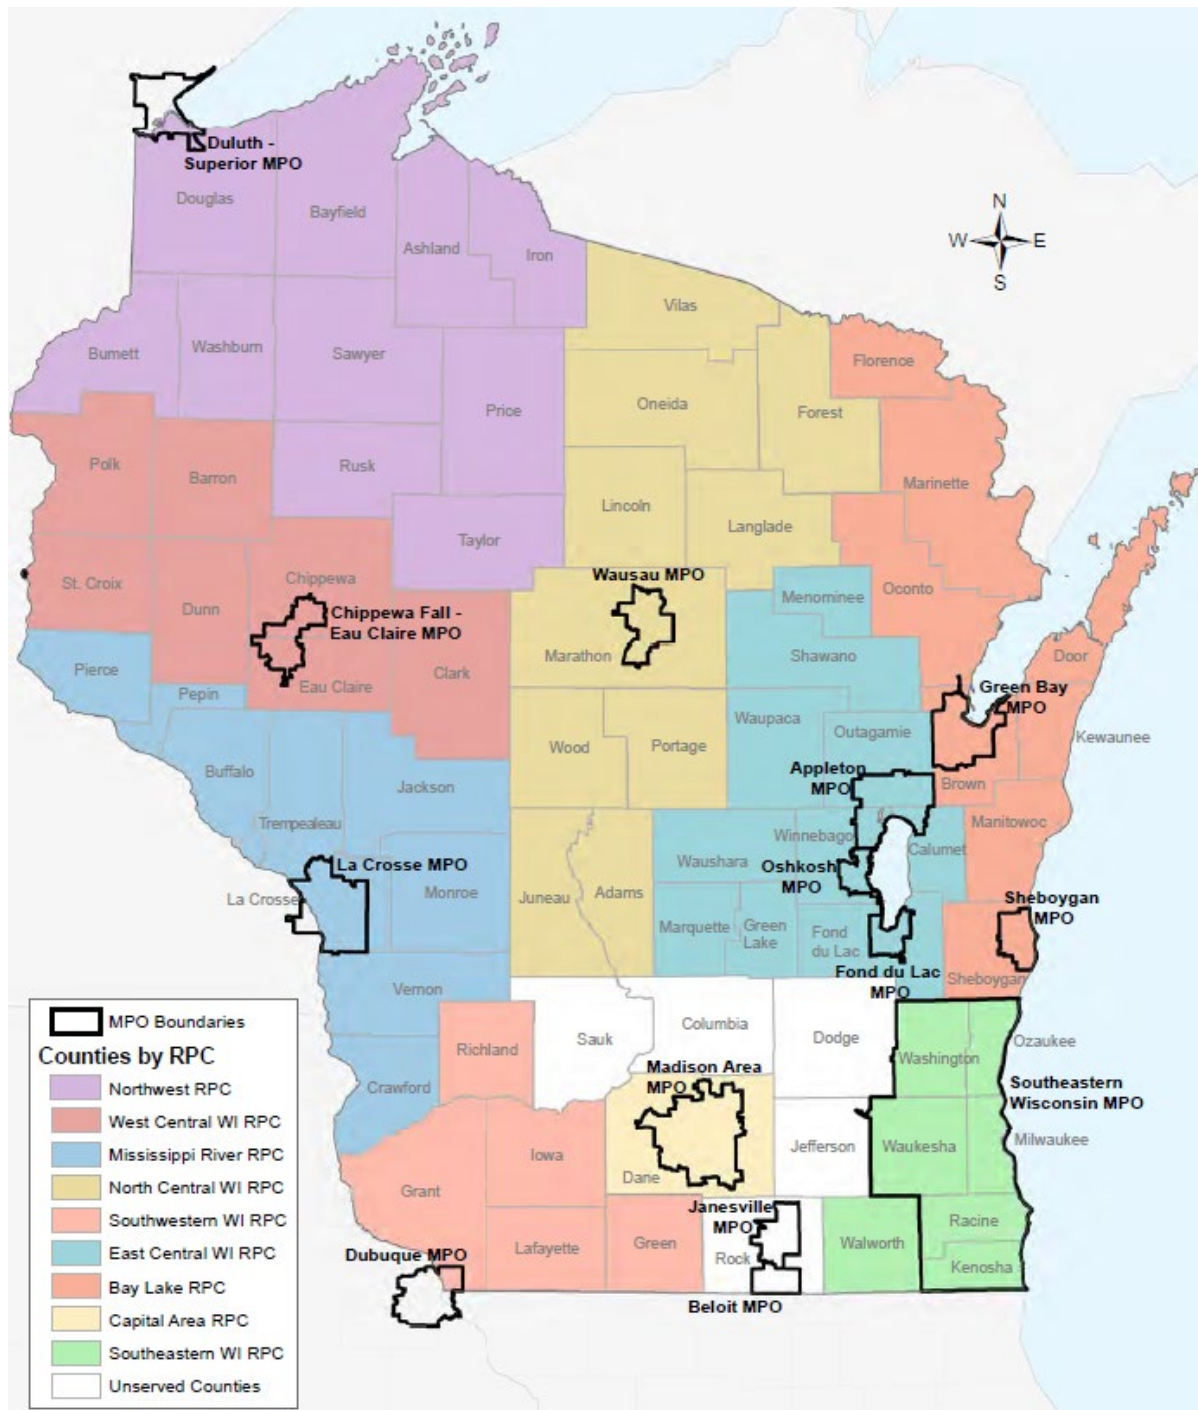 Duluth -
Superior MPO
Douglas
Bayfield
Ashland
Iron
N
W E
S
Vilas
Burnett
Washburn
Sawyer
Price
Oneida
Forest
Florence
Polk
Barron
Rusk
Lincoln
Langlade
Marinette
Taylor
St. Croix
Dunn
Chippewa
Chippewa Fall -
Eau Claire MPO
Eau Claire
Clark
Wausau MPO
Marathon
Menominee
Oconto
Shawano
Door
Pierce
Pepin
Green Bay
MPO
Kewaunee
Buffalo
Trempealeau
Jackson
Wood
Portage
Waupaca
Outagamie
Appleton
MPO
Brown
Manitowoc
Winnebago
Calumet
La Crosse MPO
La Crosse
Monroe
Juneau
Adams
Waushara
Oshkosh
MPO
Marquette
Green
Lake
Fond
du Lac
Fond du Lac
MPO
Sheboygan
MPO
Sheboygan
Vernon
Crawford
Richland
Sauk
Columbia
Dodge
Washington
Ozaukee
Southeastern
Wisconsin MPO
Madison Area
MPO
Dane
Jefferson
Waukesha
Milwaukee
Iowa
Grant
Lafayette
Green
Janesville
MPO
Rock
Walworth
Racine
Kenosha
Dubuque MPO
Beloit MPO
MPO Boundaries
Counties by RPC
Northwest RPC
West Central WI RPC
Mississippi River RPC
North Central WI RPC
Southwestern WI RPC
East Central WI RPC
Bay Lake RPC
Capital Area RPC
Southeastern WI RPC
Unserved Counties